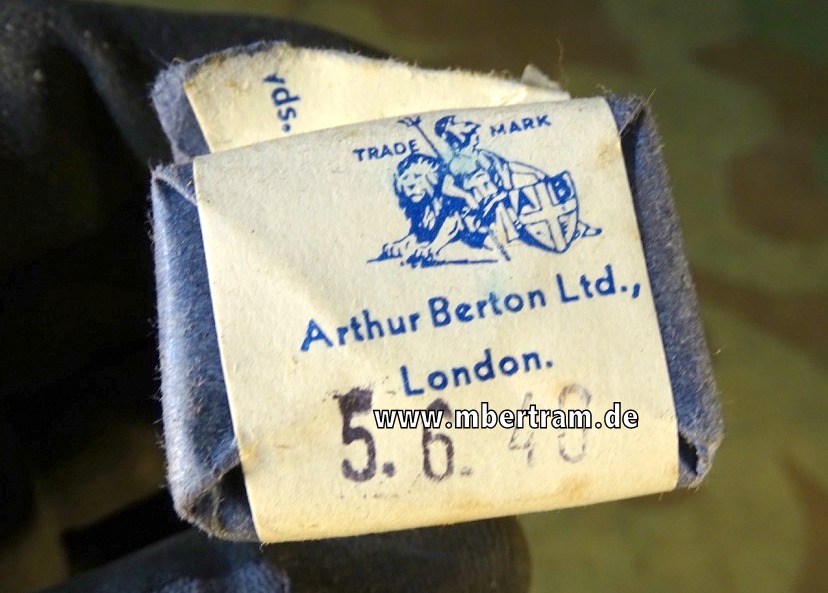 yds.
TRADE MARK
A B
Arthur Berton Ltd.,
London.
5. 6. 48
www.mbertram.de